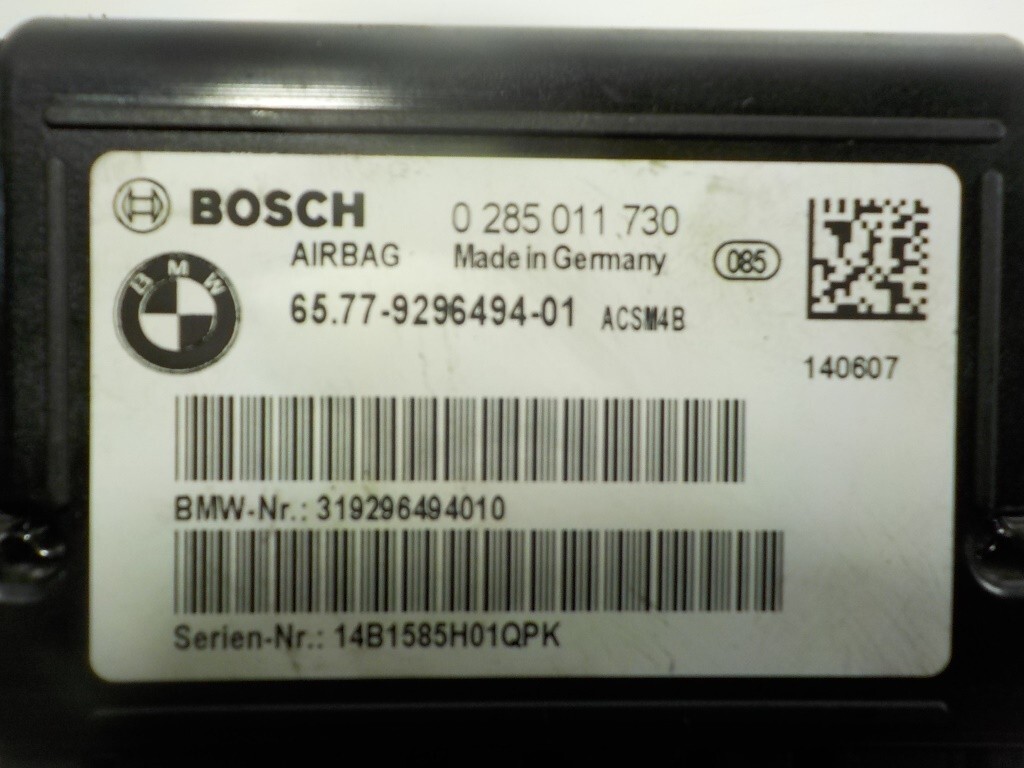 BOSCH 0 285 011 730
AIRBAG Made in Germany 085
BMW
65.77-9296494-01 ACSM4B
140607
BMW-Nr.: 319296494010
Serien-Nr.: 14B1585H01QPK